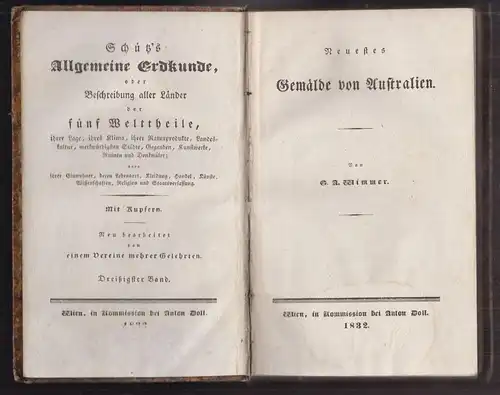 Schütz's
Allgemeine Erdkunde,
oder
Beschreibung aller Länder
der
fünf Welttheile,
ihrer Lage, ihres Klima, ihrer Naturprodukte, Landes-
kultur, merkwürdigsten Städte, Gegenden, Kunstwerke,
Ruinen und Denkmäler;
dann
ihrer Einwohner, deren Lebensart, Kleidung, Handel, Künste,
Wissenschaften, Religion und Staatsverfassung.
Mit Kupfern.
Neu bearbeitet
von
einem Vereine mehrer Gelehrten.
Dreißigster Band.
Wien, in Kommission bei Anton Doll.
Neuestes
Gemälde von Australien.
Von
G. A. Wimmer.
Wien, in Kommission bei Anton Doll.
1832.